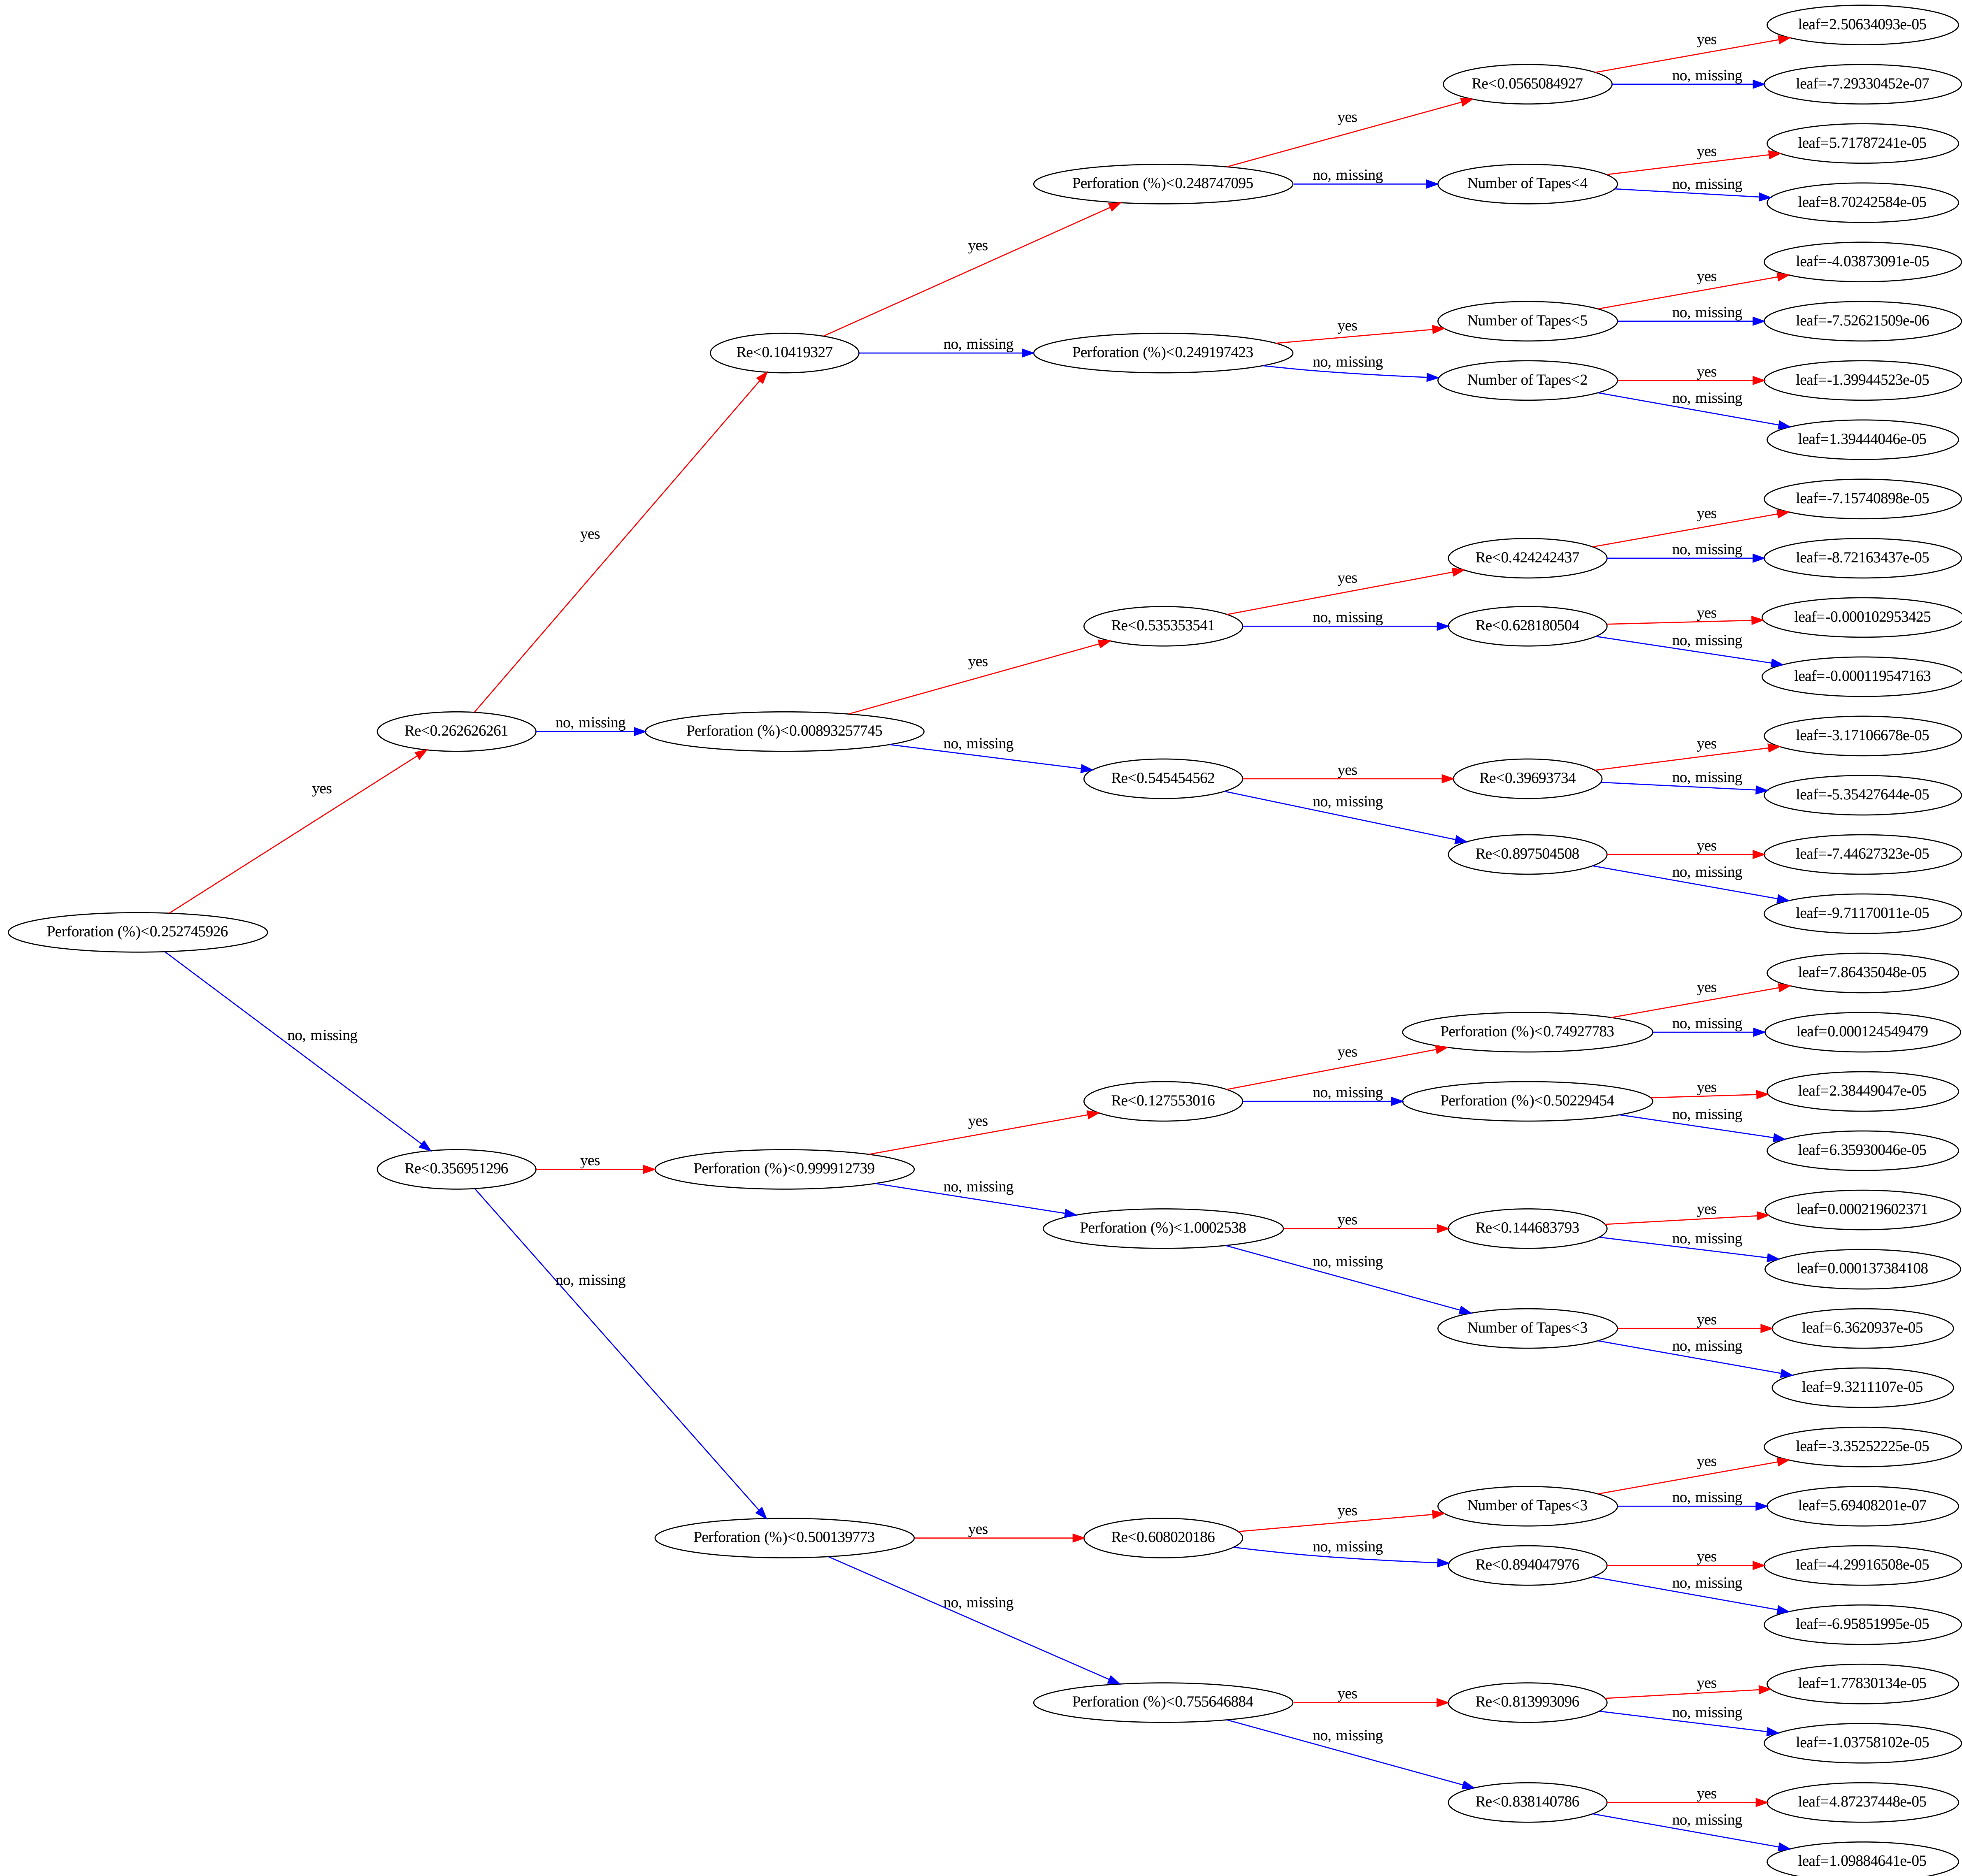 leaf=2.50634093e-05
yes
Re<0.0565084927
no, missing
leaf=-7.29330452e-07
yes
leaf=5.71787241e-05
yes
Perforation (%)<0.248747095
no, missing
Number of Tapes<4
no, missing
leaf=8.70242584e-05
yes
leaf=-4.03873091e-05
yes
Number of Tapes<5
no, missing
leaf=-7.52621509e-06
Re<0.10419327
no, missing
Perforation (%)<0.249197423
yes
no, missing
Number of Tapes<2
yes
leaf=-1.39944523e-05
no, missing
leaf=1.39444046e-05
yes
leaf=-7.15740898e-05
yes
Re<0.424242437
no, missing
leaf=-8.72163437e-05
yes
Re<0.535353541
no, missing
Re<0.628180504
yes
leaf=-0.000102953425
no, missing
leaf=-0.000119547163
yes
Re<0.262626261
no, missing
Perforation (%)<0.00893257745
no, missing
leaf=-3.17106678e-05
yes
Re<0.545454562
yes
Re<0.39693734
no, missing
leaf=-5.35427644e-05
no, missing
Re<0.897504508
yes
leaf=-7.44627323e-05
no, missing
leaf=-9.71170011e-05
yes
Perforation (%)<0.252745926
no, missing
leaf=7.86435048e-05
yes
Perforation (%)<0.74927783
no, missing
leaf=0.000124549479
yes
Re<0.127553016
no, missing
Perforation (%)<0.50229454
yes
leaf=2.38449047e-05
no, missing
leaf=6.35930046e-05
yes
Re<0.356951296
yes
Perforation (%)<0.999912739
no, missing
leaf=0.000219602371
yes
Perforation (%)<1.0002538
yes
Re<0.144683793
no, missing
leaf=0.000137384108
no, missing
Number of Tapes<3
yes
leaf=6.3620937e-05
no, missing
leaf=9.3211107e-05
no, missing
leaf=-3.35252225e-05
yes
Number of Tapes<3
no, missing
leaf=5.69408201e-07
yes
Perforation (%)<0.500139773
yes
Re<0.608020186
no, missing
Re<0.894047976
yes
leaf=-4.29916508e-05
no, missing
leaf=-6.95851995e-05
no, missing
Perforation (%)<0.755646884
yes
Re<0.813993096
yes
leaf=1.77830134e-05
no, missing
leaf=-1.03758102e-05
no, missing
Re<0.838140786
yes
leaf=4.87237448e-05
no, missing
leaf=1.09884641e-05